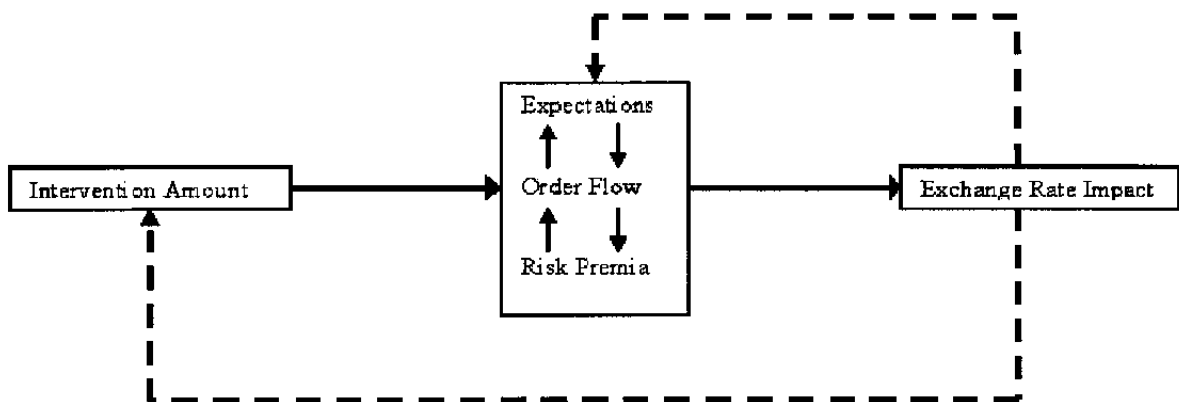 Expectations
Intervention Amount
Order Flow
Exchange Rate Impact
Risk Premia